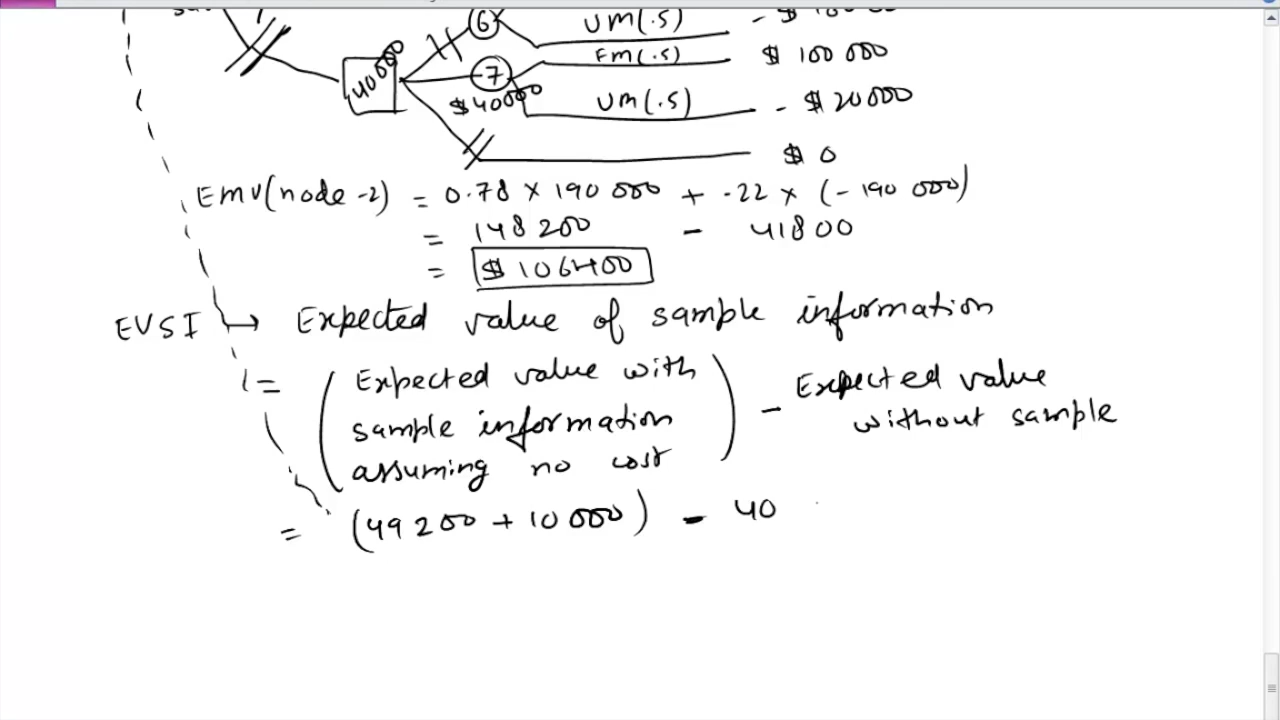 6 UM(.5)
40000 7 Fm(.5) $ 100 000
$40000 UM(.5) - $ 20000
$ 0
EmV(node-2) = 0.78 × 190 000 + .22 × (-190 000)
= 148 200 - 41800
= $ 106400
EVSI → Expected value of sample information
= (Expected value with - Expected value
sample information without sample
assuming no cost)
= (49 200 + 10 000) - 40